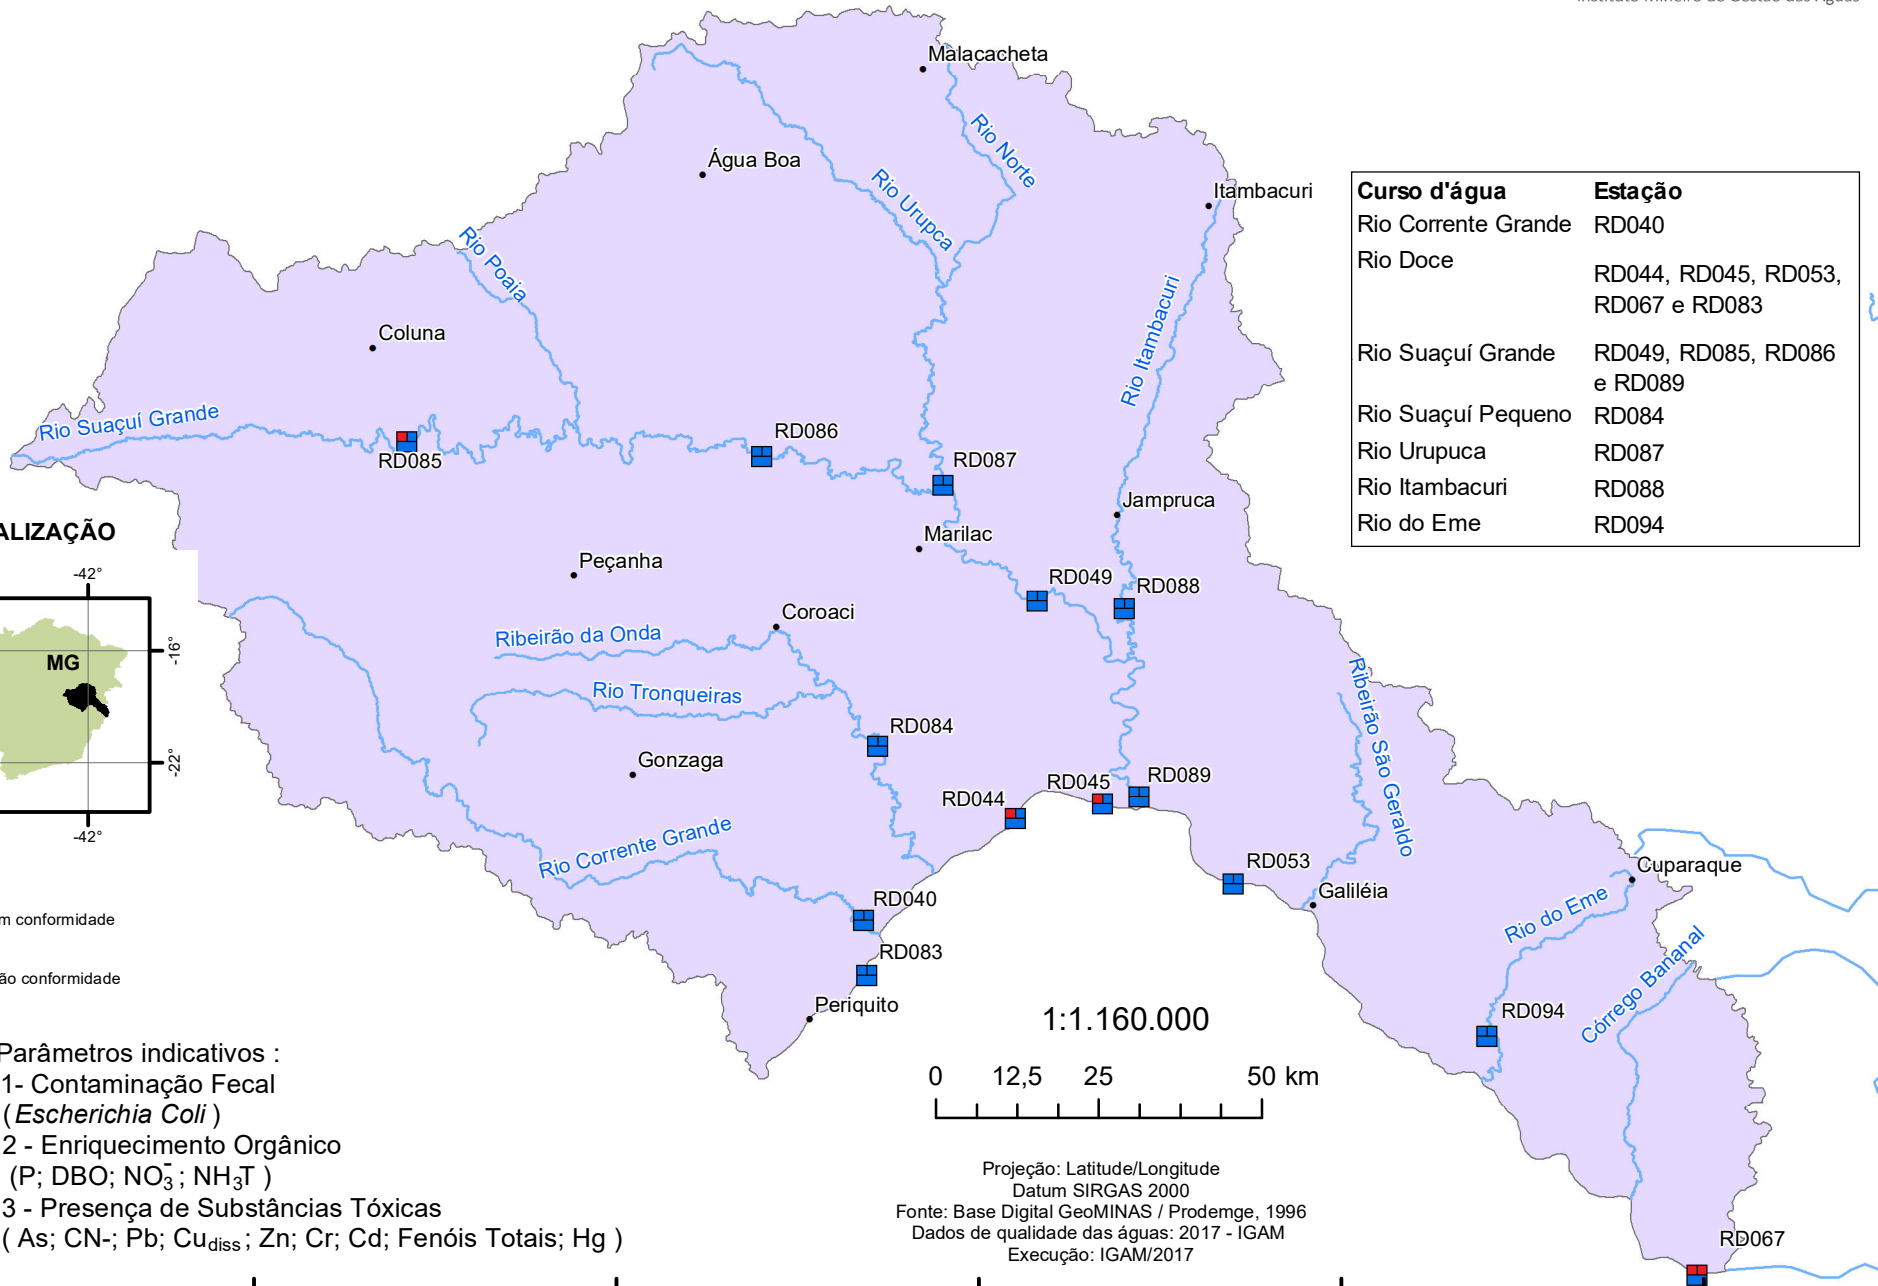 Malacacheta
Rio Norte
Água Boa
Rio Urupca
Itambacuri
Rio Poaia
Rio Itambacuri
Coluna
Rio Suaçuí Grande
RD085
RD086
RD087
Jampruca
Marilac
Peçanha
RD049
RD088
Coroaci
Ribeirão da Onda
Rio Tronqueiras
RD084
Gonzaga
RD044
RD045
RD089
Ribeirão São Geraldo
Rio Corrente Grande
RD053
Galiléia
Cuparaque
RD040
Rio do Eme
RD083
Córrego Bananal
Periquito
RD094
RD067
Curso d'água Estação
Rio Corrente Grande RD040
Rio Doce
RD044, RD045, RD053,
RD067 e RD083
Rio Suaçuí Grande RD049, RD085, RD086
e RD089
Rio Suaçuí Pequeno RD084
Rio Urupuca RD087
Rio Itambacuri RD088
Rio do Eme RD094
ALIZAÇÃO
-42°
MG
-16°
-22°
-42°
m conformidade
ão conformidade
Parâmetros indicativos :
1- Contaminação Fecal
(Escherichia Coli )
2 - Enriquecimento Orgânico
(P; DBO; NO₃⁻; NH₃T )
3 - Presença de Substâncias Tóxicas
( As; CN-; Pb; Cu diss; Zn; Cr; Cd; Fenóis Totais; Hg )
1:1.160.000
0 12,5 25 50 km
Projeção: Latitude/Longitude
Datum SIRGAS 2000
Fonte: Base Digital GeoMINAS / Prodemge, 1996
Dados de qualidade das águas: 2017 - IGAM
Execução: IGAM/2017